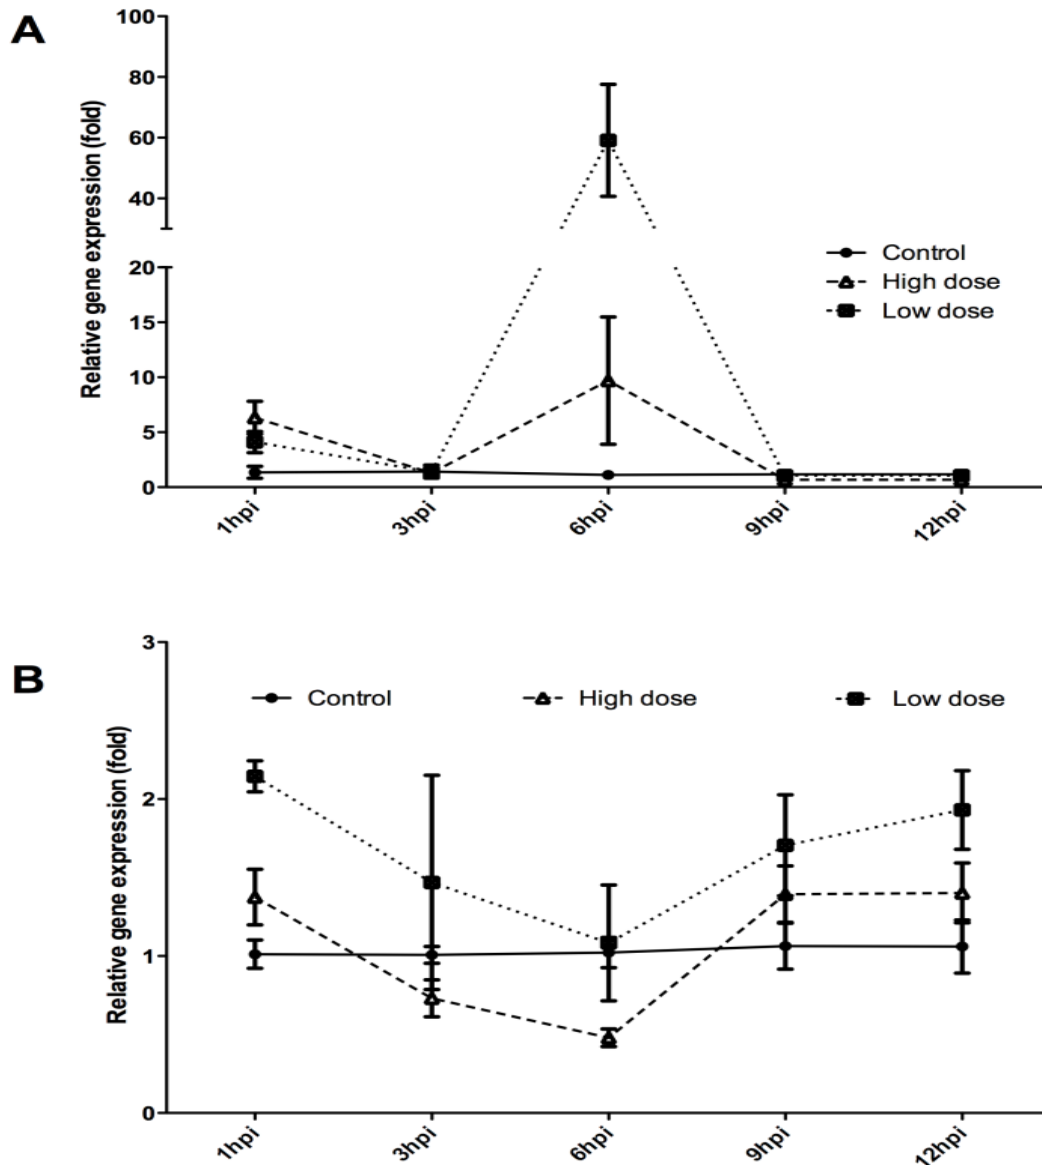 A
Relative gene expression (fold)
100
80
60
40
20
15
10
5
0
Control
High dose
Low dose
1hpi
3hpi
6hpi
9hpi
12hpi
B
Relative gene expression (fold)
3
2
1
0
Control
High dose
Low dose
1hpi
3hpi
6hpi
9hpi
12hpi